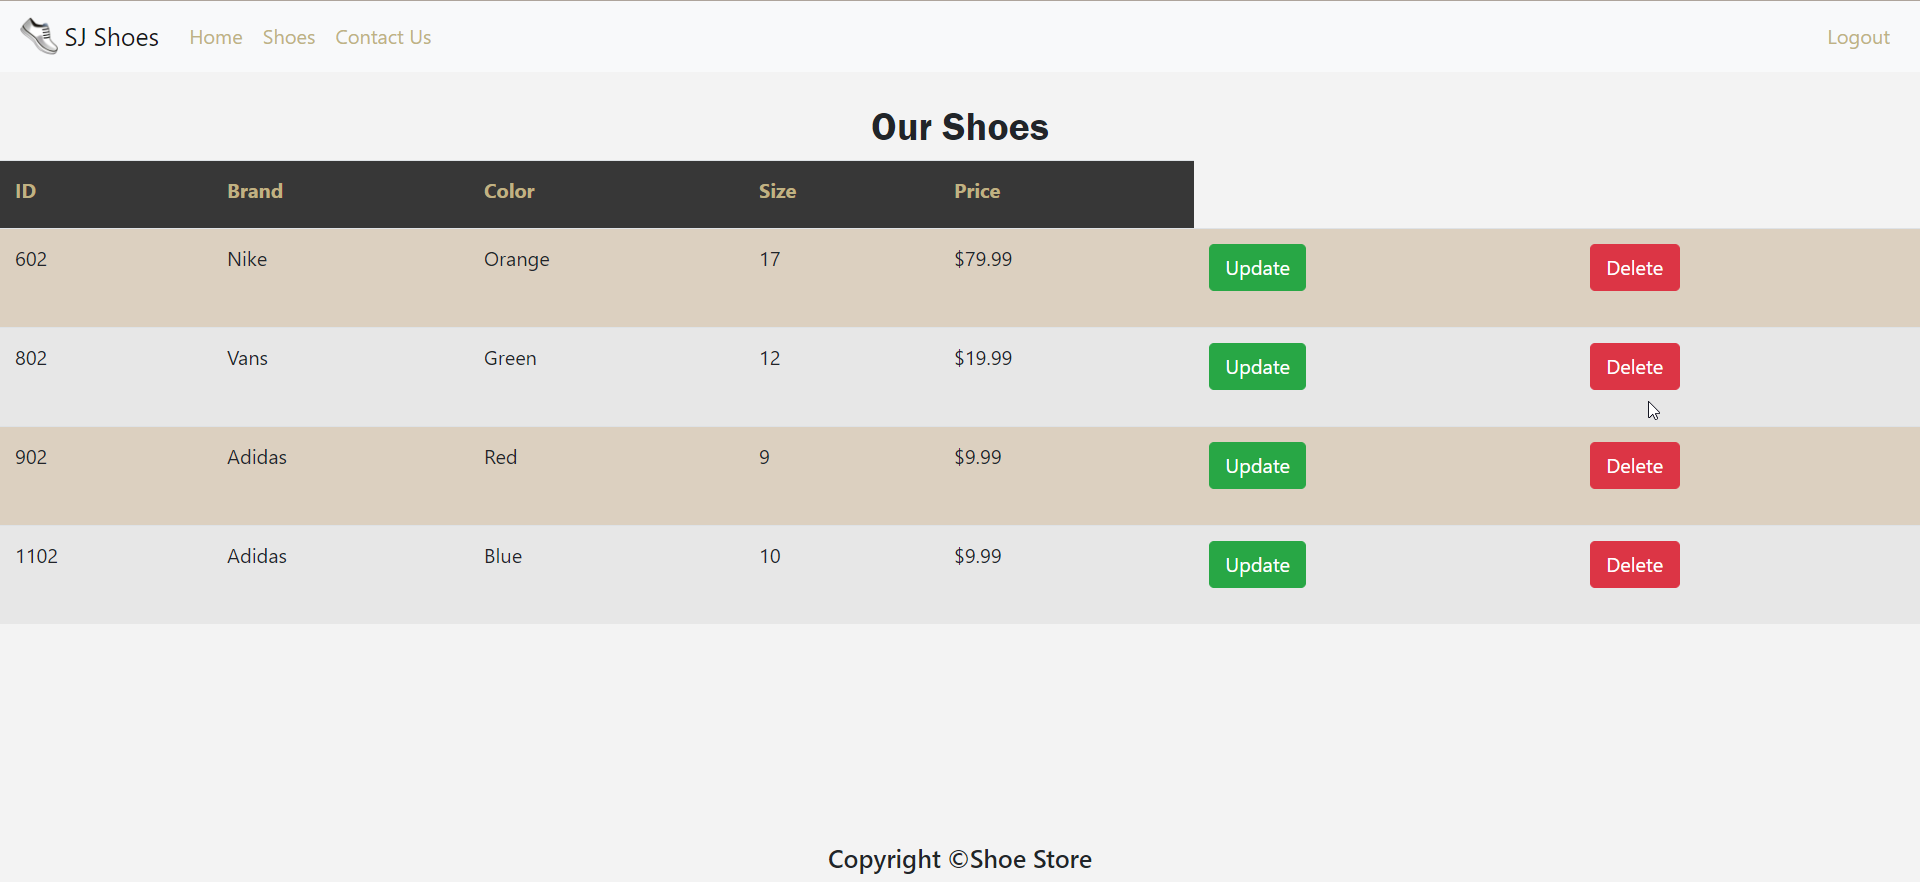 SJ Shoes Home Shoes Contact Us Logout
Our Shoes
ID Brand Color Size Price
602 Nike Orange 17 $79.99 Update Delete
802 Vans Green 12 $19.99 Update Delete
902 Adidas Red 9 $9.99 Update Delete
1102 Adidas Blue 10 $9.99 Update Delete
Copyright ©Shoe Store